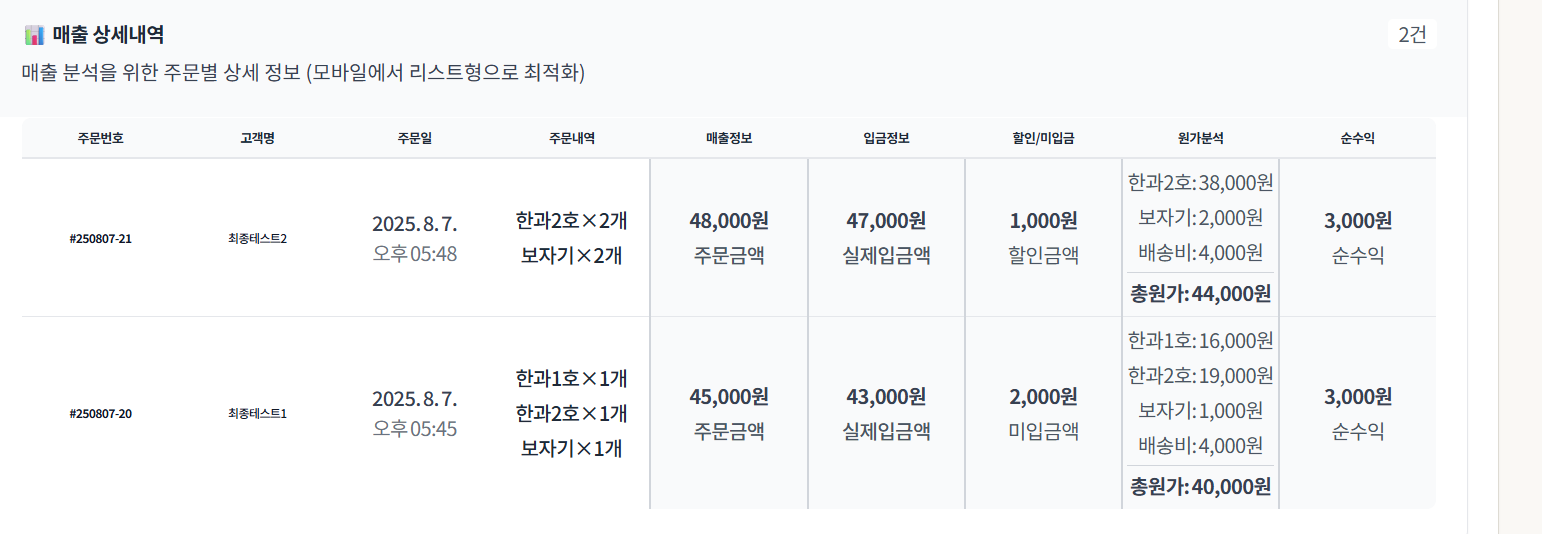 📊 매출 상세내역
2건
매출 분석을 위한 주문별 상세 정보 (모바일에서 리스트형으로 최적화)
주문번호 고객명 주문일 주문내역 매출정보 입금정보 할인/미입금 원가분석 순수익
#250807-21
최종테스트2
2025. 8. 7.
오후 05:48
한과2호×2개
보자기×2개
48,000원
주문금액
47,000원
실제입금액
1,000원
할인금액
한과2호: 38,000원
보자기: 2,000원
배송비: 4,000원
총원가: 44,000원
3,000원
순수익
#250807-20
최종테스트1
2025. 8. 7.
오후 05:45
한과1호×1개
한과2호×1개
보자기×1개
45,000원
주문금액
43,000원
실제입금액
2,000원
미입금액
한과1호: 16,000원
한과2호: 19,000원
보자기: 1,000원
배송비: 4,000원
총원가: 40,000원
3,000원
순수익